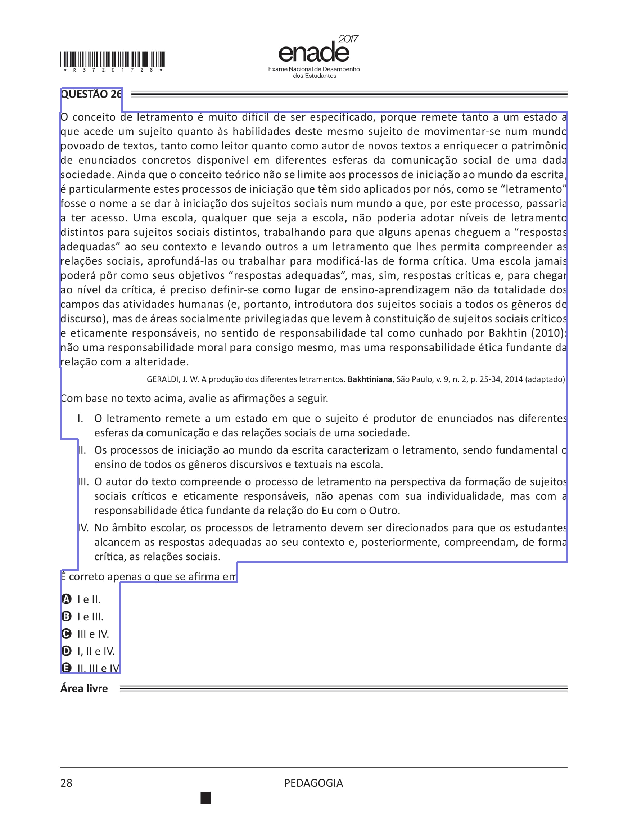 *R3720172 8*
enade
2017
Exame Nacional de Desempenho
dos Estudantes
QUESTÃO 26
O conceito de letramento é muito difícil de ser especificado, porque remete tanto a um estado a
que acede um sujeito quanto às habilidades deste mesmo sujeito de movimentar-se num mundo
povoado de textos, tanto como leitor quanto como autor de novos textos a enriquecer o patrimônio
de enunciados concretos disponível em diferentes esferas da comunicação social de uma dada
sociedade. Ainda que o conceito teórico não se limite aos processos de iniciação ao mundo da escrita,
é particularmente estes processos de iniciação que têm sido aplicados por nós, como se “letramento”
fosse o nome a se dar à iniciação dos sujeitos sociais num mundo a que, por este processo, passaria
a ter acesso. Uma escola, qualquer que seja a escola, não poderia adotar níveis de letramento
distintos para sujeitos sociais distintos, trabalhando para que alguns apenas cheguem a “respostas
adequadas” ao seu contexto e levando outros a um letramento que lhes permita compreender as
relações sociais, aprofundá-las ou trabalhar para modificá-las de forma crítica. Uma escola jamais
poderá pôr como seus objetivos “respostas adequadas”, mas, sim, respostas críticas e, para chegar
ao nível da crítica, é preciso definir-se como lugar de ensino-aprendizagem não da totalidade dos
campos das atividades humanas (e, portanto, introdutora dos sujeitos sociais a todos os gêneros de
discurso), mas de áreas socialmente privilegiadas que levem à constituição de sujeitos sociais críticos
e eticamente responsáveis, no sentido de responsabilidade tal como cunhado por Bakhtin (2010):
não uma responsabilidade moral para consigo mesmo, mas uma responsabilidade ética fundante da
relação com a alteridade.
GERALDI, J. W. A produção dos diferentes letramentos. Bakhtiniana, São Paulo, v. 9, n. 2, p. 25-34, 2014 (adaptado).
Com base no texto acima, avalie as afirmações a seguir.
I. O letramento remete a um estado em que o sujeito é produtor de enunciados nas diferentes
esferas da comunicação e das relações sociais de uma sociedade.
II. Os processos de iniciação ao mundo da escrita caracterizam o letramento, sendo fundamental o
ensino de todos os gêneros discursivos e textuais na escola.
III. O autor do texto compreende o processo de letramento na perspectiva da formação de sujeitos
sociais críticos e eticamente responsáveis, não apenas com sua individualidade, mas com a
responsabilidade ética fundante da relação do Eu com o Outro.
IV. No âmbito escolar, os processos de letramento devem ser direcionados para que os estudantes
alcancem as respostas adequadas ao seu contexto e, posteriormente, compreendam, de forma
crítica, as relações sociais.
É correto apenas o que se afirma em
A I e II.
B I e III.
C III e IV.
D I, II e IV.
E II, III e IV
Área livre
28
PEDAGOGIA